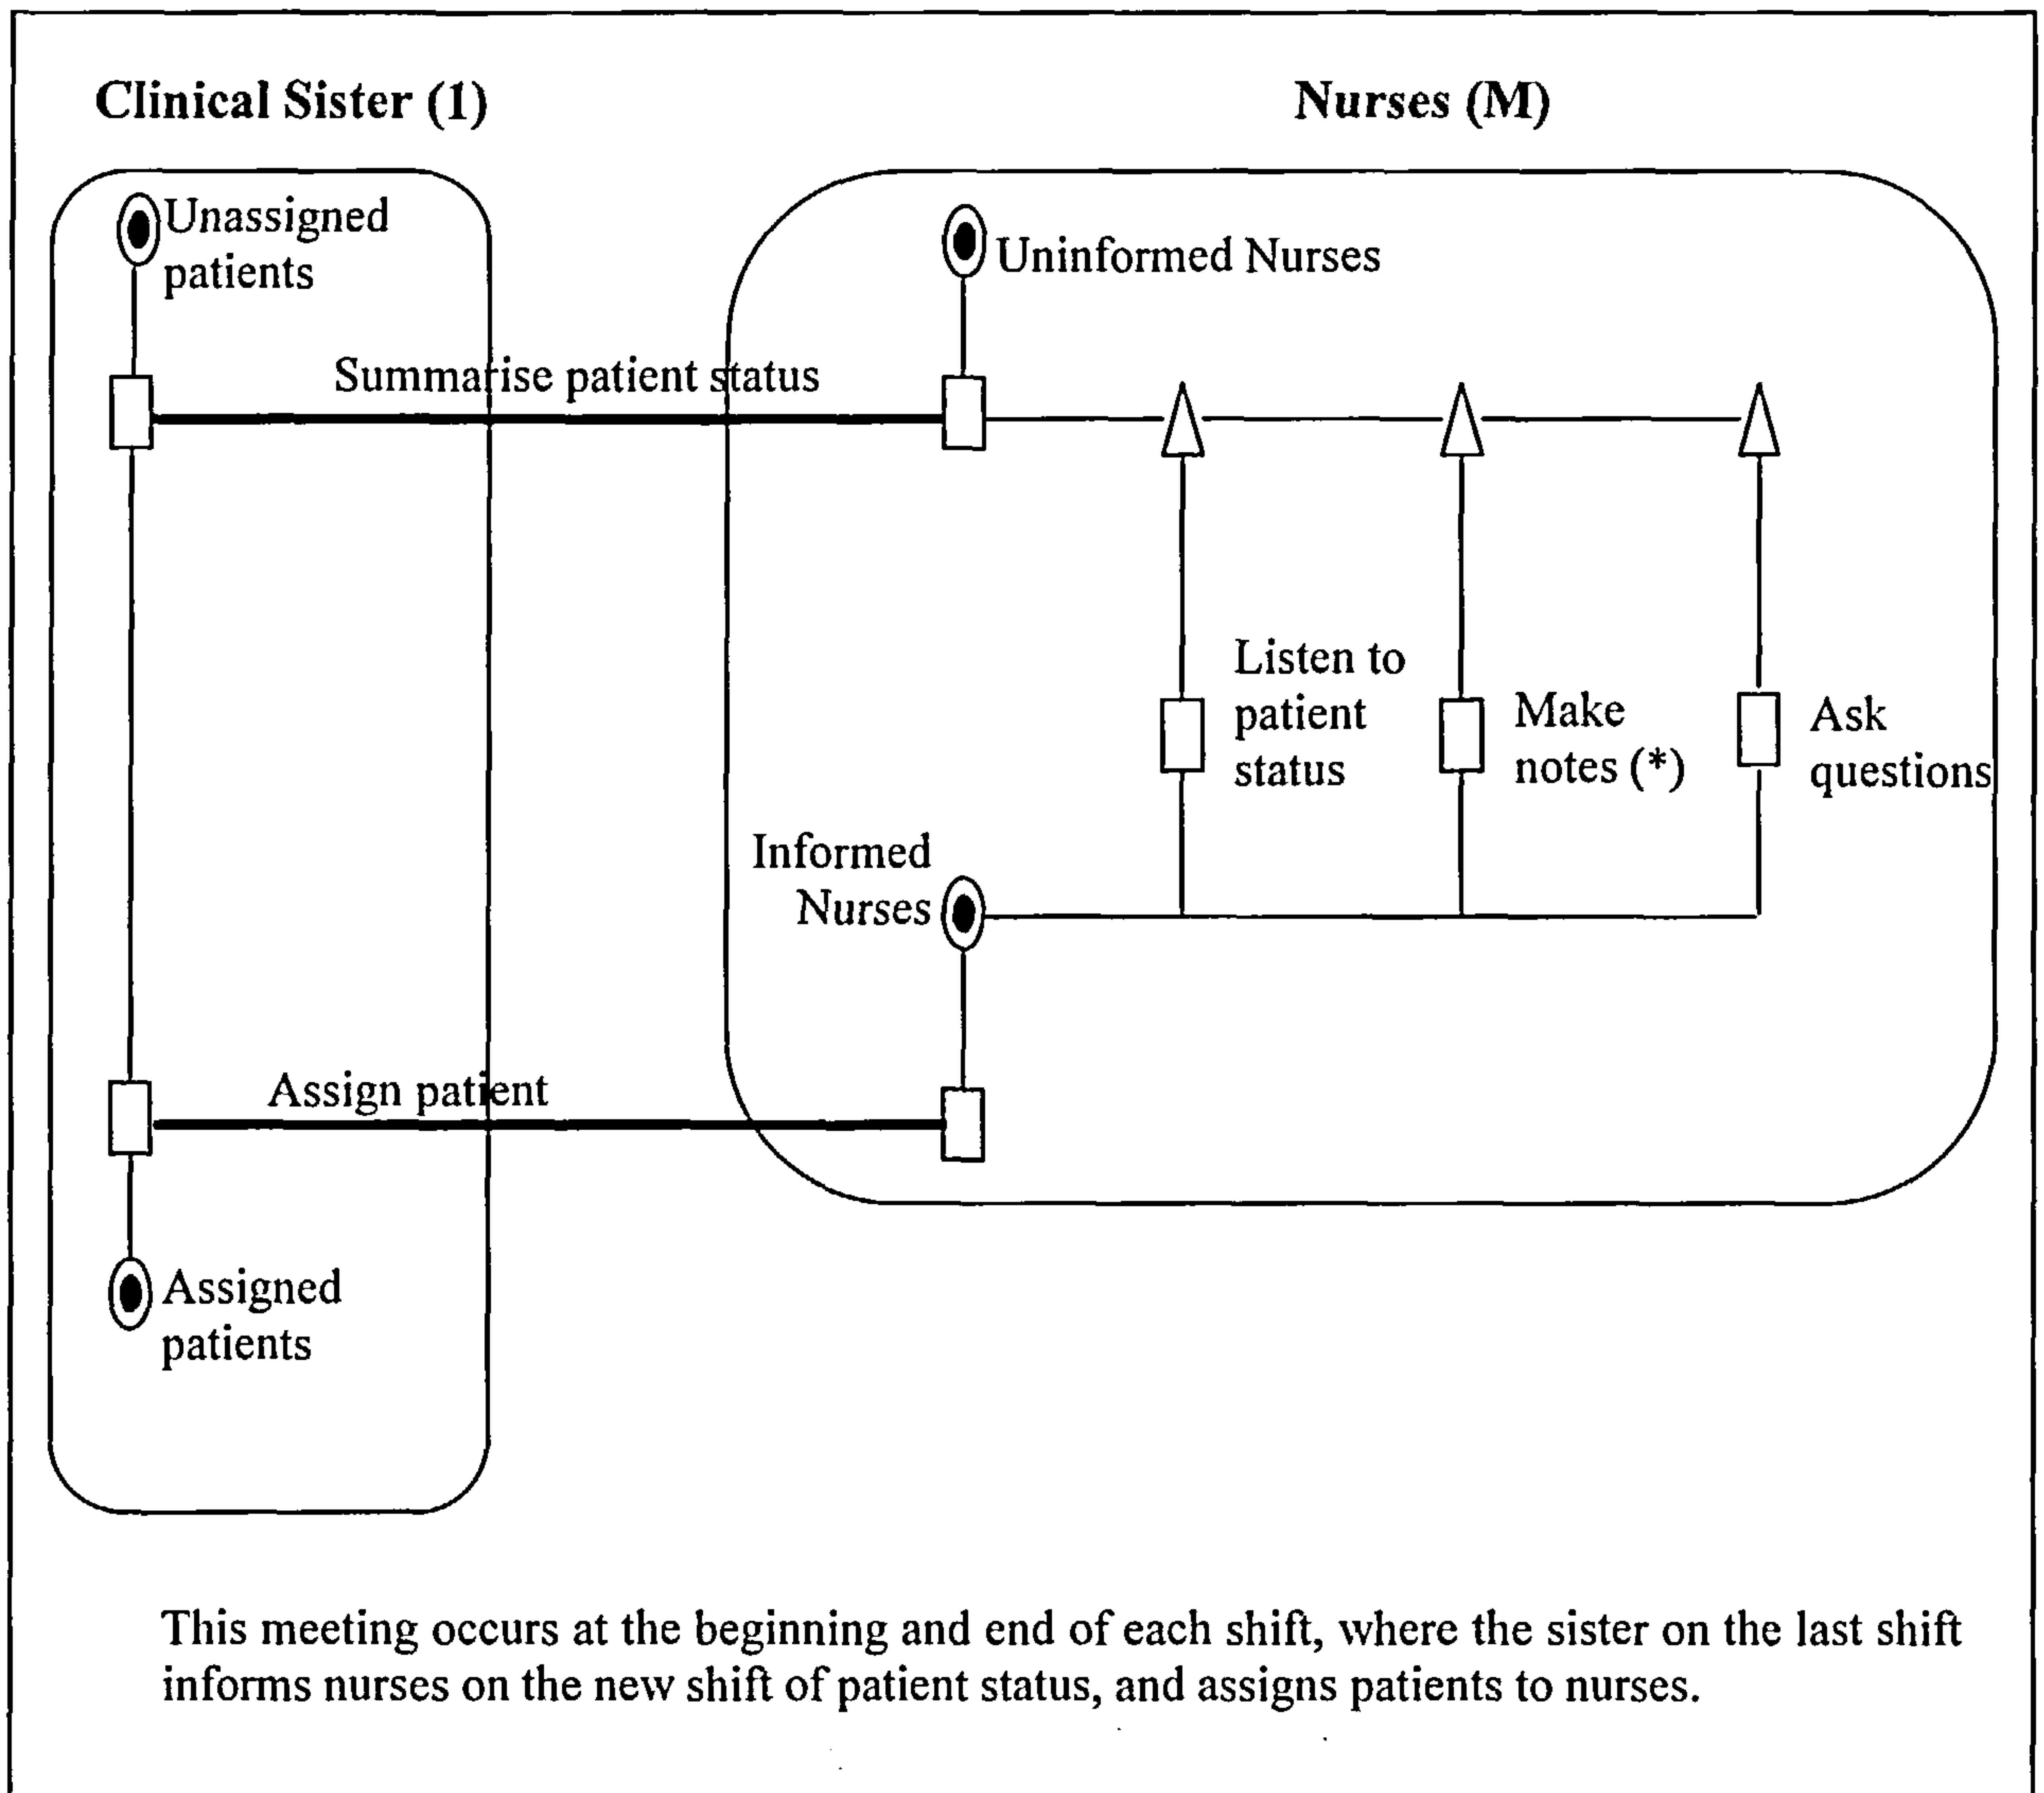 Clinical Sister (1)
Nurses (M)
Unassigned
patients
Uninformed Nurses
Summarise patient status
Listen to
patient
status
Make
notes (*)
Ask
questions
Informed
Nurses
Assign patient
Assigned
patients
This meeting occurs at the beginning and end of each shift, where the sister on the last shift
informs nurses on the new shift of patient status, and assigns patients to nurses.